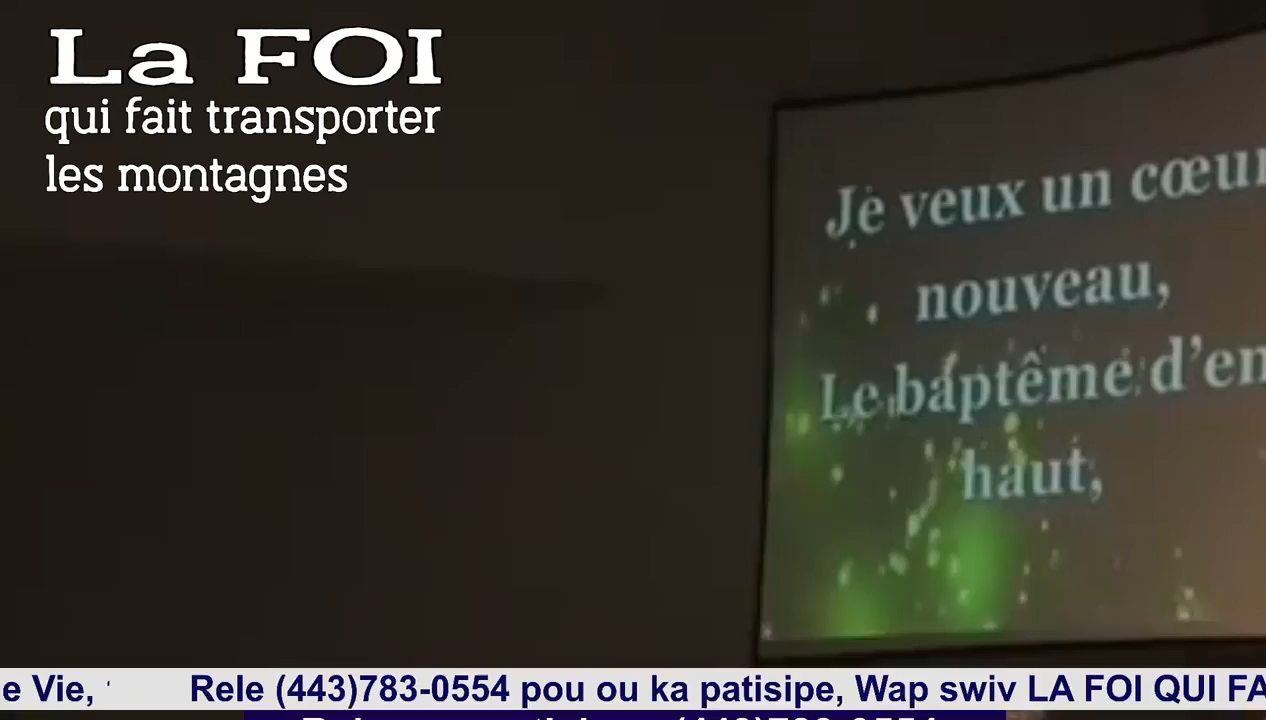 La FOI
qui fait transporter
les montagnes
Je veux un cœur
nouveau,
Le baptême d'en
haut,
e Vie, Rele (443)783-0554 pou ou ka patisipe, Wap swiv LA FOI QUI FA